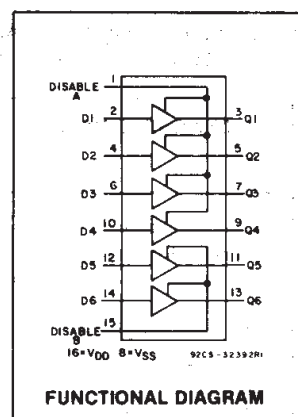 1
DISABLE
A
D1 2 3 Q1
D2 4 5 Q2
D3 6 7 Q3
D4 10 9 Q4
D5 12 11 Q5
D6 14 13 Q6
15
DISABLE
B
16=VDD 8=VSS 92CS-32392R1
FUNCTIONAL DIAGRAM